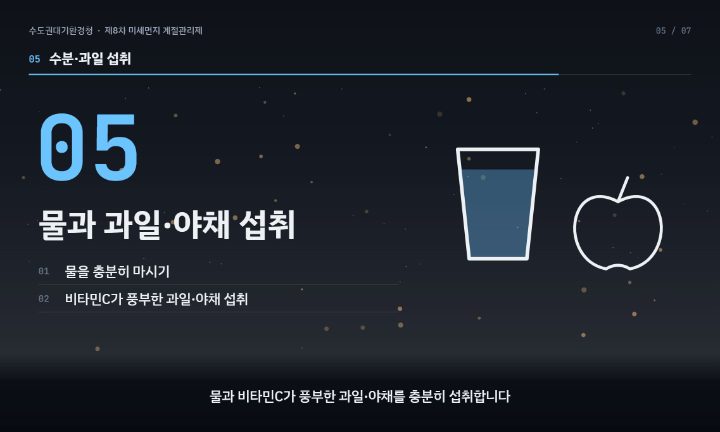 수도권대기환경청 · 제8차 미세먼지 계절관리제
05 / 07
05 수분·과일 섭취
05
물과 과일·야채 섭취
01 물을 충분히 마시기
02 비타민C가 풍부한 과일·야채 섭취
물과 비타민C가 풍부한 과일·야채를 충분히 섭취합니다